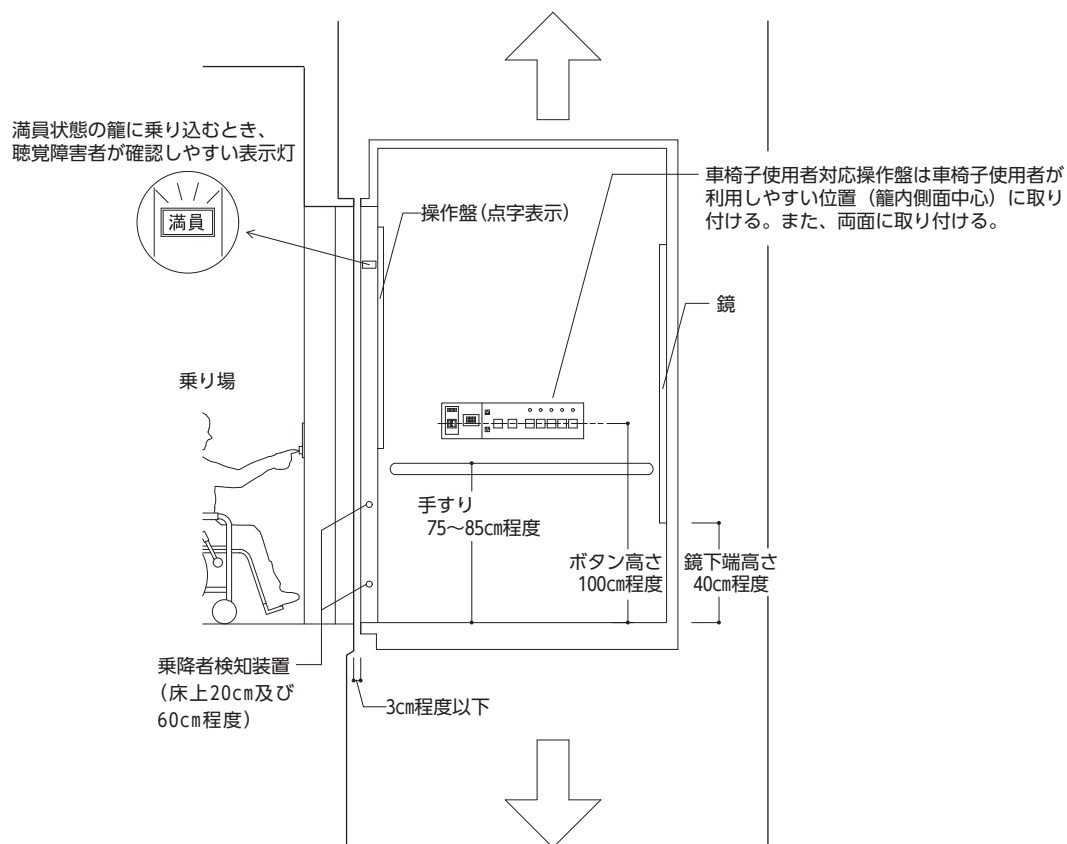 満員状態の籠に乗り込むとき、
聴覚障害者が確認しやすい表示灯
満員
操作盤(点字表示)
車椅子使用者対応操作盤は車椅子使用者が
利用しやすい位置（籠内側面中心）に取り
付ける。また、両面に取り付ける。
鏡
乗り場
手すり
75～85cm程度
ボタン高さ
100cm程度
鏡下端高さ
40cm程度
乗降者検知装置
（床上20cm及び
60cm程度）
3cm程度以下